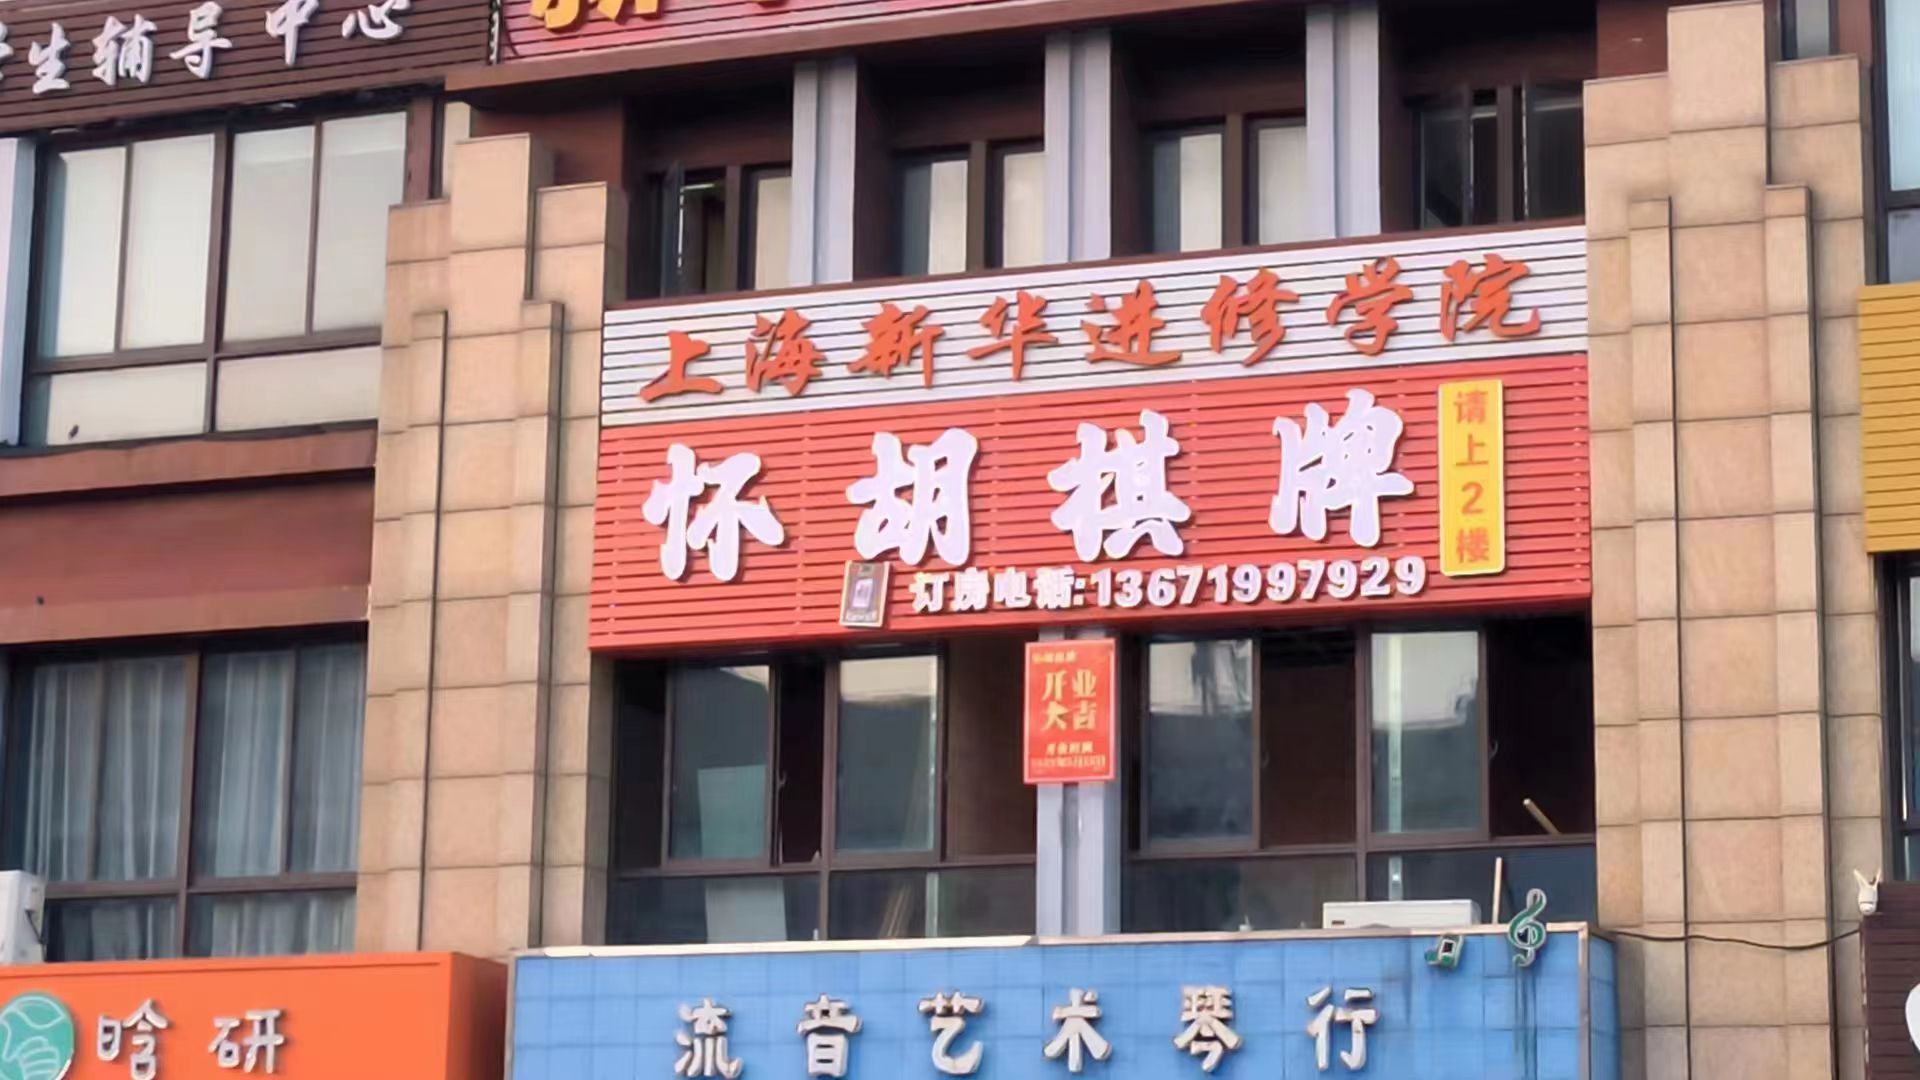 生辅导中心
上海新华进修学院
怀胡棋牌
请上2楼
订房电话:13671997929
开业
大吉
流音艺术琴行
晗研